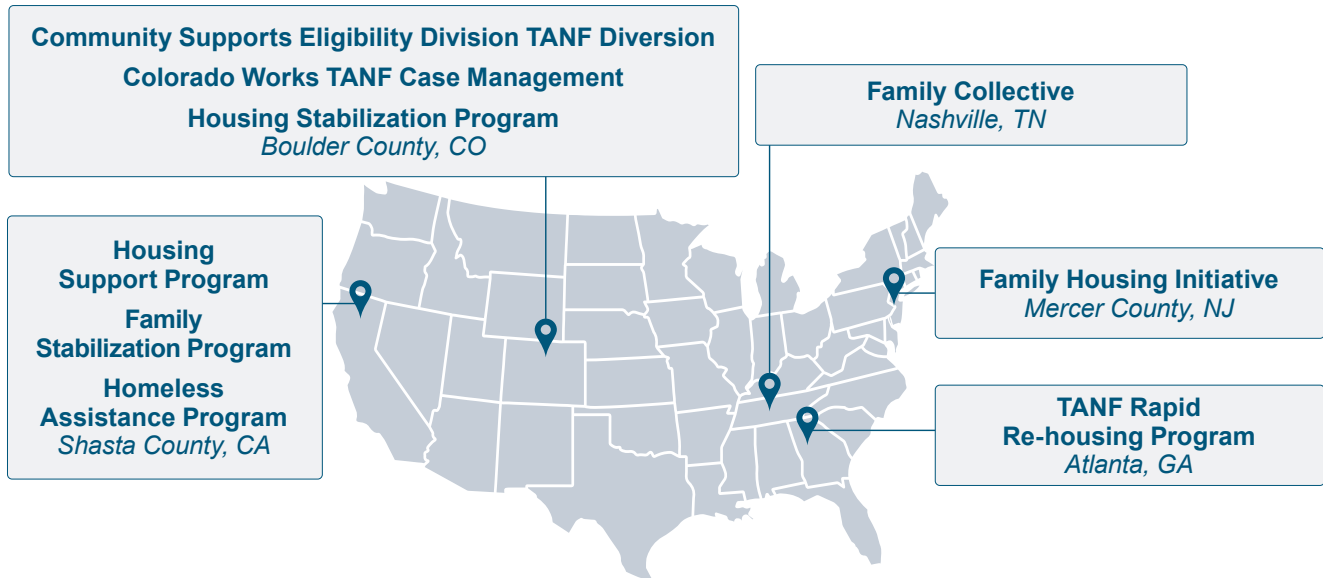 Community Supports Eligibility Division TANF Diversion
Colorado Works TANF Case Management
Housing Stabilization Program
Boulder County, CO
Family Collective
Nashville, TN
Housing
Support Program
Family
Stabilization Program
Homeless
Assistance Program
Shasta County, CA
Family Housing Initiative
Mercer County, NJ
TANF Rapid
Re-housing Program
Atlanta, GA